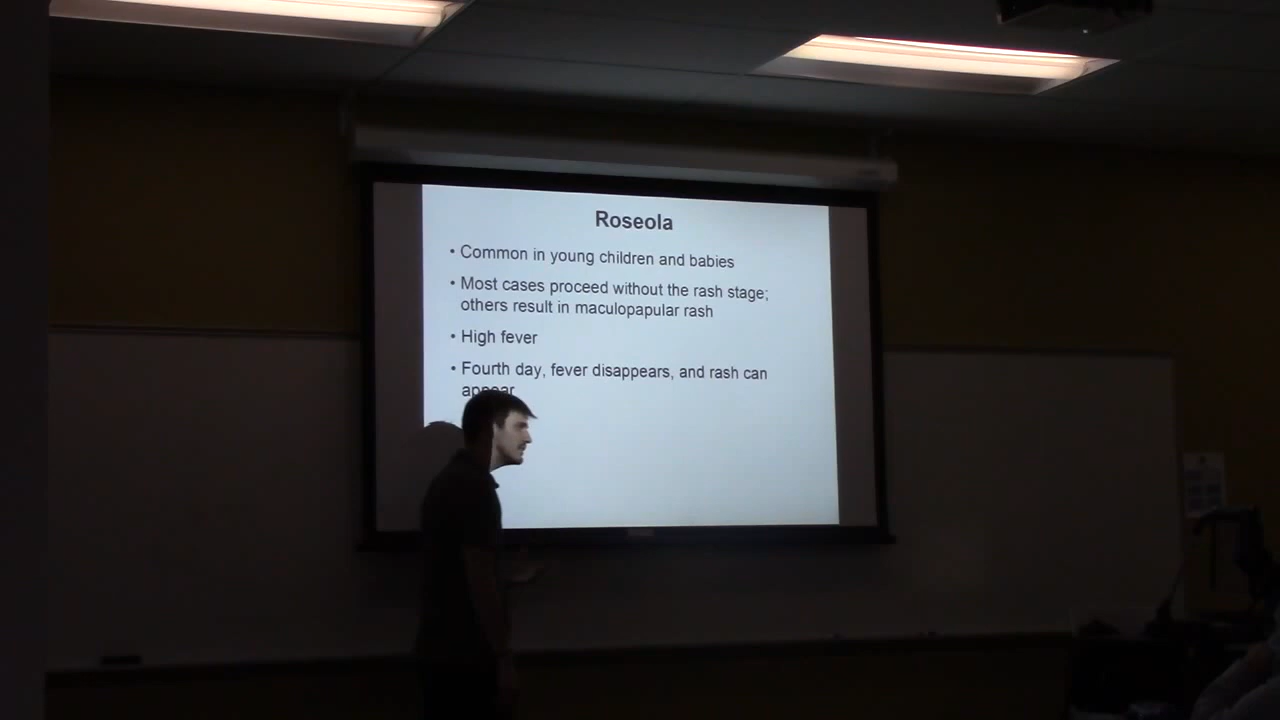 Roseola
• Common in young children and babies
• Most cases proceed without the rash stage;
others result in maculopapular rash
• High fever
• Fourth day, fever disappears, and rash can
appear